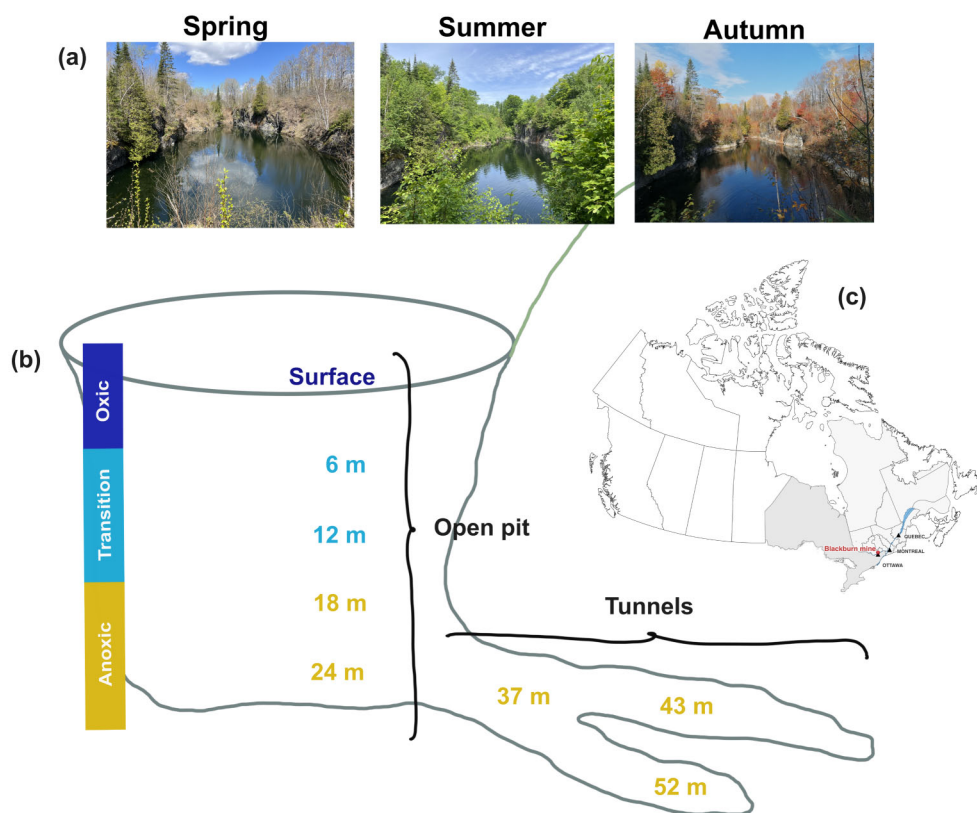 Spring
Summer
Autumn
(a)
(b)
(c)
Oxic
Transition
Anoxic
Surface
6 m
12 m
18 m
24 m
Open pit
Tunnels
37 m
43 m
52 m
QUEBEC
Blackburn mine
MONTREAL
OTTAWA